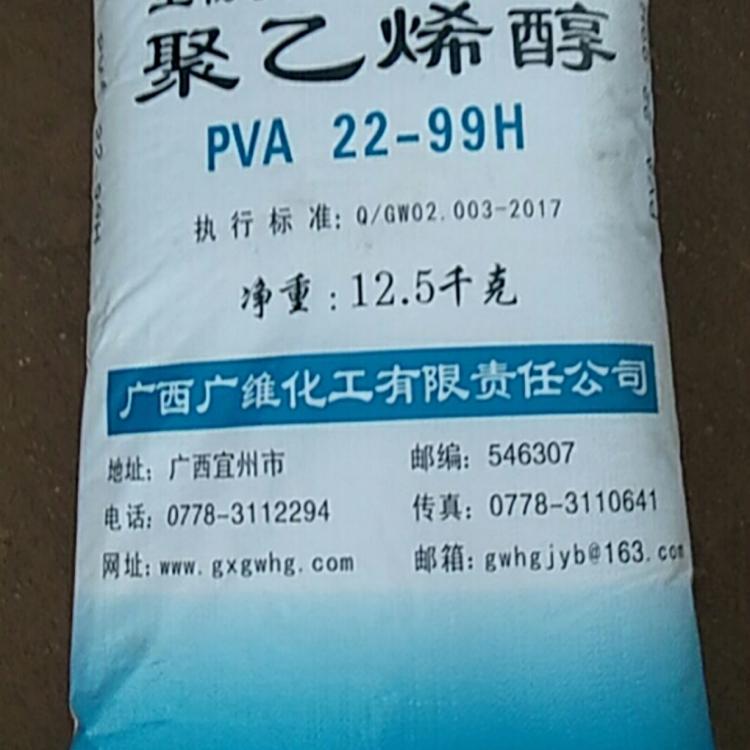 聚乙烯醇
PVA 22-99H
执行标准: Q/GW02.003-2017
净重: 12.5千克
广西广维化工有限责任公司
地址: 广西宜州市 邮编: 546307
电话: 0778-3112294 传真: 0778-3110641
网址: www.gxgwhg.com 邮箱: gwhgjyb@163.com